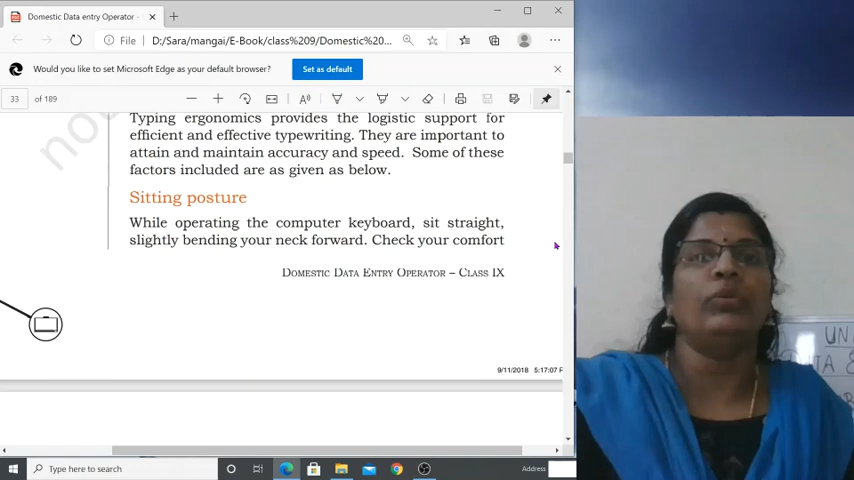 Domestic Data entry Operator -
File
D:/Sara/mangai/E-Book/class%209/Domestic%20...
Would you like to set Microsoft Edge as your default browser?
Set as default
33 of 189
no
Typing ergonomics provides the logistic support for
efficient and effective typewriting. They are important to
attain and maintain accuracy and speed. Some of these
factors included are as given as below.
Sitting posture
While operating the computer keyboard, sit straight,
slightly bending your neck forward. Check your comfort
DOMESTIC DATA ENTRY OPERATOR – CLASS IX
9/11/2018 5:17:07
UN
TA
Type here to search
Address